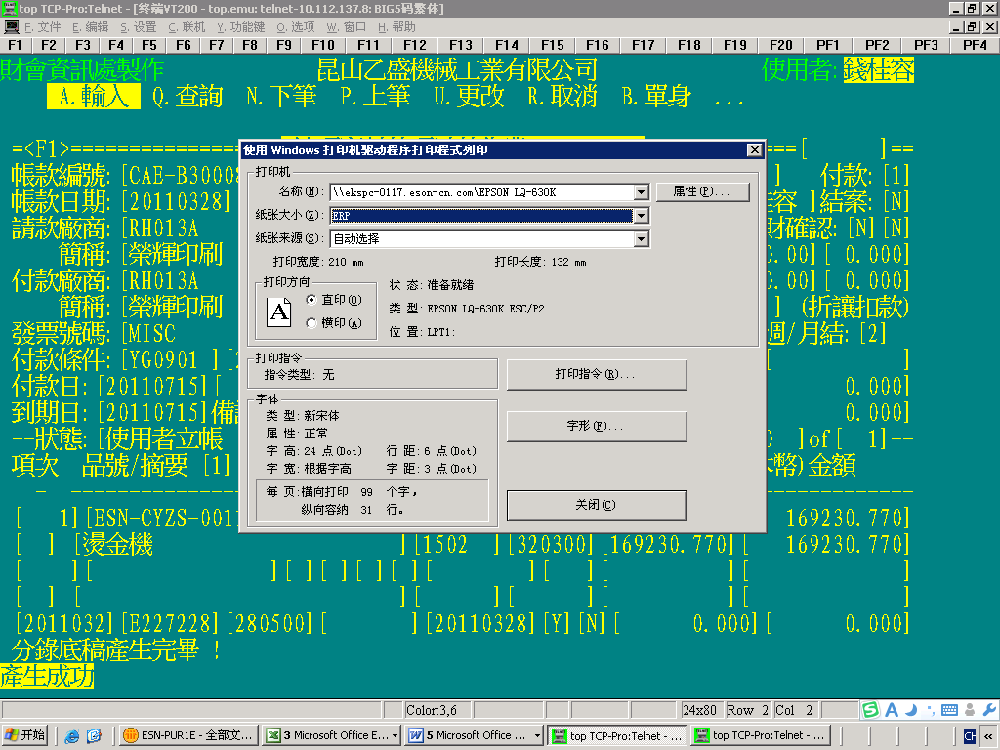 top TCP-Pro:Telnet - [终端VT200 - top.emu: telnet-10.112.137.8: BIG5码繁体]
F. 文件 E. 编辑 S. 设置 C. 联机 Y. 功能键 O. 选项 W. 窗口 H. 帮助
F1 F2 F3 F4 F5 F6 F7 F8 F9 F10 F11 F12 F13 F14 F15 F16 F17 F18 F19 F20 PF1 PF2 PF3 PF4
財會資訊處製作 昆山乙盛機械工業有限公司 使用者:錢桂容
A.輸入 Q.查詢 N.下筆 P.上筆 U.更改 R.取消 B.單身 ...
=<F1>======================= ===[ ]==
帳款編號:[CAE-B30008 ] 付款:[1]
帳款日期:[20110328] 桂容 ]結案:[N]
請款廠商:[RH013A 財確認:[N][N]
簡稱:[榮輝印刷 0.00][ 0.000]
付款廠商:[RH013A 0.00][ 0.000]
簡稱:[榮輝印刷 ] (折讓扣款)
發票號碼:[MISC 週/月結:[2]
付款條件:[YG0901 ][2 [ ]
付款日:[20110715][ 0.000]
到期日:[20110715]備 0.000]
--狀態:[使用者立帳 ]of[ 1]--
項次 品號/摘要 [1] 幣)金額
[ 1][ESN-CYZS-001 169230.770]
[ ] [燙金機 ][1502 ][320300][169230.770][ 169230.770]
[ ][ ][ ][ ][ ][ ][ ][ ][ ]
[ ] [ ][ ][ ][ ][ ]
[2011032][E227228][280500][ ][20110328][Y][N][ 0.000][ 0.000]
分錄底稿產生完畢 !
產生成功
使用 Windows 打印机驱动程序打印程式列印
打印机
名称(N): \\ekspc-0117.eson-cn.com\EPSON LQ-630K 属性(P)...
纸张大小(Z): ERP
纸张来源(S): 自动选择
打印宽度: 210 mm 打印长度: 132 mm
打印方向
A 直印(O)
横印(A)
状 态: 准备就绪
类 型: EPSON LQ-630K ESC/P2
位 置: LPT1:
打印指令
指令类型: 无
打印指令(R)...
字体
类 型: 新宋体
属 性: 正常
字 高: 24 点(Dot) 行 距: 6 点(Dot)
字 宽: 根据字高 字 距: 3 点(Dot)
每 页: 横向打印 99 个字,
纵向容纳 31 行。
字形(F)...
关闭(C)
Color:3,6 24x80 Row 2 Col 2
开始 ESN-PUR1E - 全部文... 3 Microsoft Office E... 5 Microsoft Office ... top TCP-Pro:Telnet - ... top TCP-Pro:Telnet - ... CH «